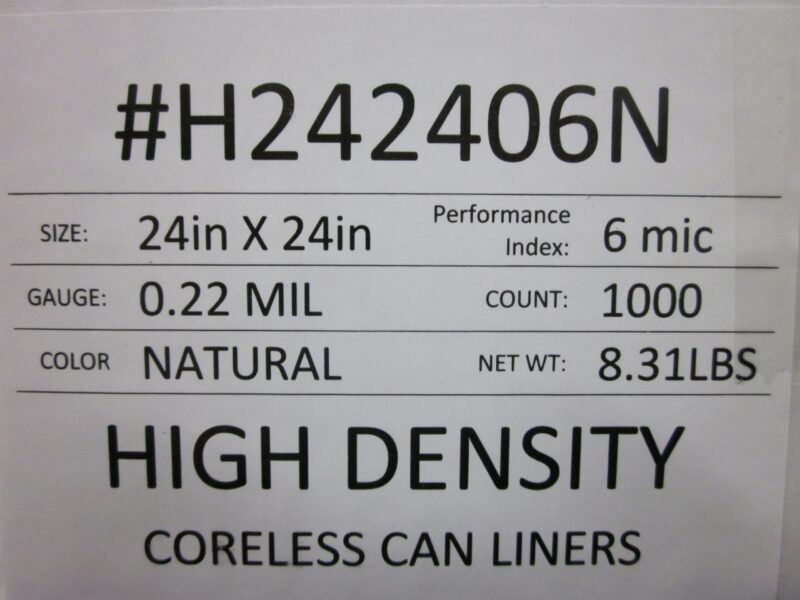 #H242406N
SIZE: 24in X 24in Performance Index: 6 mic
GAUGE: 0.22 MIL COUNT: 1000
COLOR NATURAL NET WT: 8.31LBS
HIGH DENSITY
CORELESS CAN LINERS